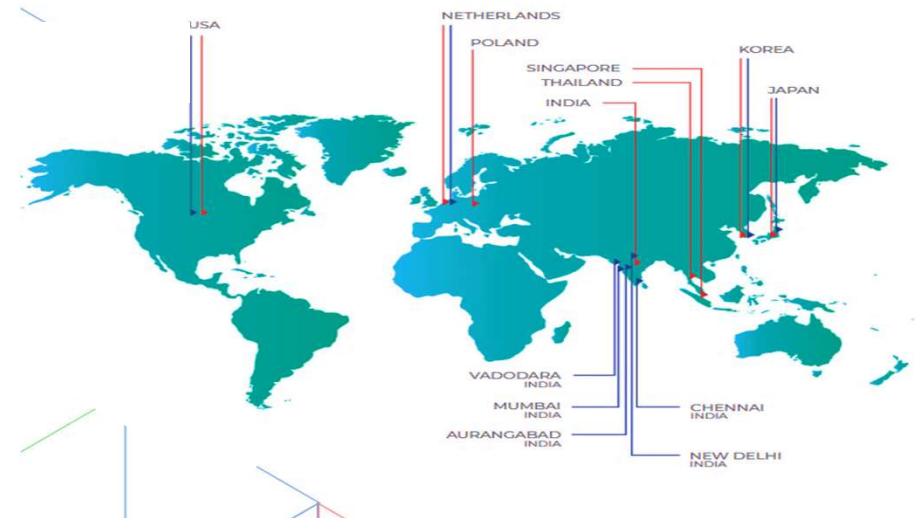 USA
NETHERLANDS
POLAND
SINGAPORE
THAILAND
INDIA
KOREA
JAPAN
VADODARA
INDIA
MUMBAI
INDIA
AURANGABAD
INDIA
CHENNAI
INDIA
NEW DELHI
INDIA